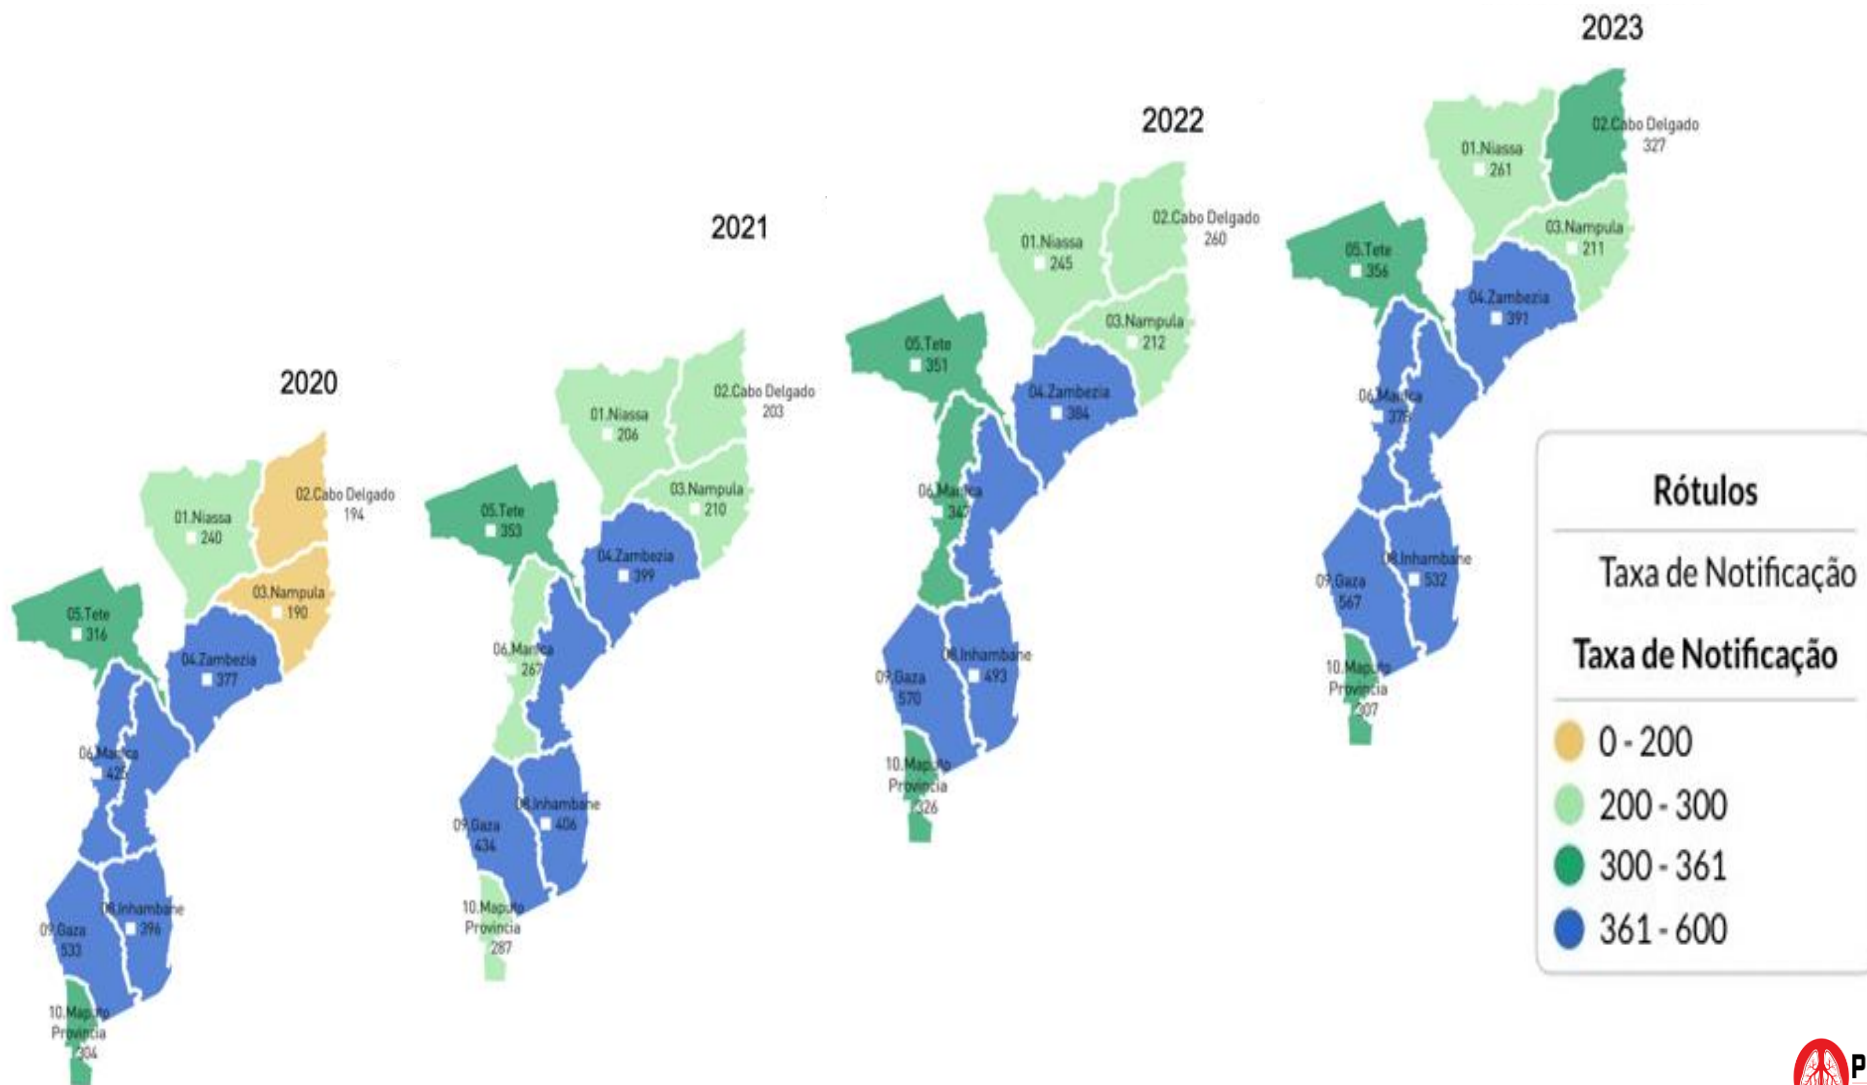 2020
02.Cabo Delgado
194
01.Niassa
240
03.Nampula
190
05.Tete
316
04.Zambezia
377
06.Manica
08.Inhambane
396
09.Gaza
533
10.Maputo
Provincia
304
2021
02.Cabo Delgado
203
01.Niassa
206
03.Nampula
210
05.Tete
353
04.Zambezia
399
06.Manica
267
08.Inhambane
406
09.Gaza
434
10.Maputo
Provincia
287
2022
02.Cabo Delgado
260
01.Niassa
245
03.Nampula
212
05.Tete
351
04.Zambezia
384
06.Manica
08.Inhambane
493
09.Gaza
570
10.Maputo
Provincia
326
2023
02.Cabo Delgado
327
01.Niassa
261
03.Nampula
211
05.Tete
356
04.Zambezia
391
06.Manica
08.Inhambane
532
09.Gaza
567
10.Maputo
Provincia
307
Rótulos
Taxa de Notificação
Taxa de Notificação
0 - 200
200 - 300
300 - 361
361 - 600
P